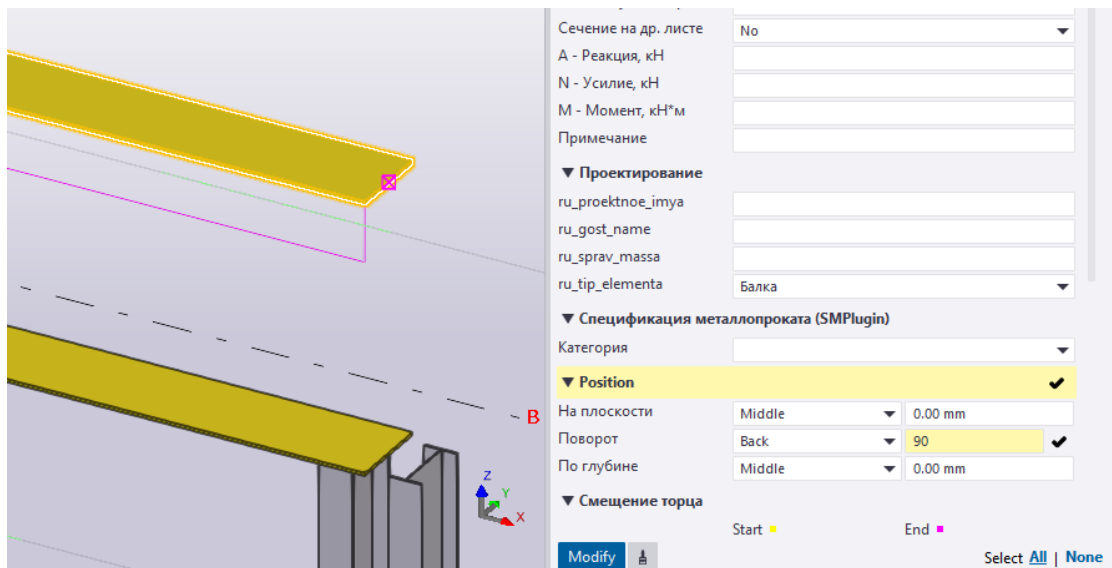 Сечение на др. листе No
А - Реакция, кН
N - Усилие, кН
М - Момент, кН*м
Примечание
▼ Проектирование
ru_proektnoe_imya
ru_gost_name
ru_sprav_massa
ru_tip_elementa Балка
▼ Спецификация металлопроката (SMPlugin)
Категория
▼ Position
На плоскости Middle 0.00 mm
Поворот Back 90
По глубине Middle 0.00 mm
▼ Смещение торца
Start End
Modify Select All | None
B
Z
Y
X